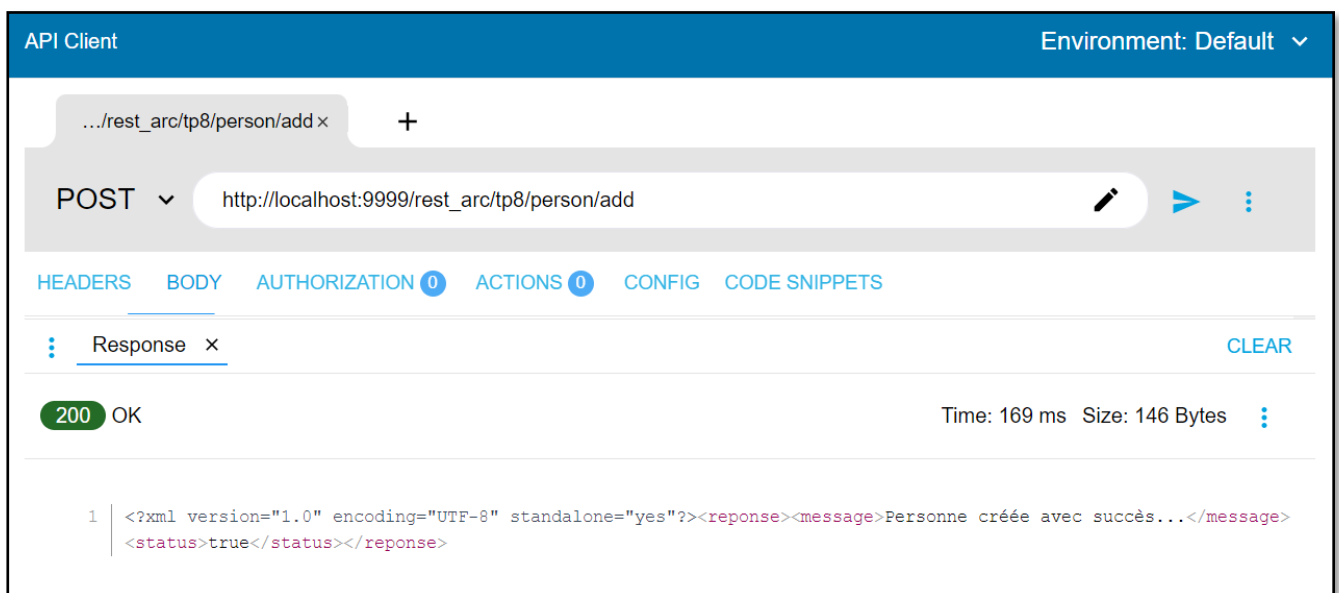 API Client Environment: Default
…/rest_arc/tp8/person/add × +
POST http://localhost:9999/rest_arc/tp8/person/add
HEADERS BODY AUTHORIZATION 0 ACTIONS 0 CONFIG CODE SNIPPETS
Response × CLEAR
200 OK Time: 169 ms Size: 146 Bytes
1 <?xml version="1.0" encoding="UTF-8" standalone="yes"?><reponse><message>Personne créée avec succès...</message>
<status>true</status></reponse>